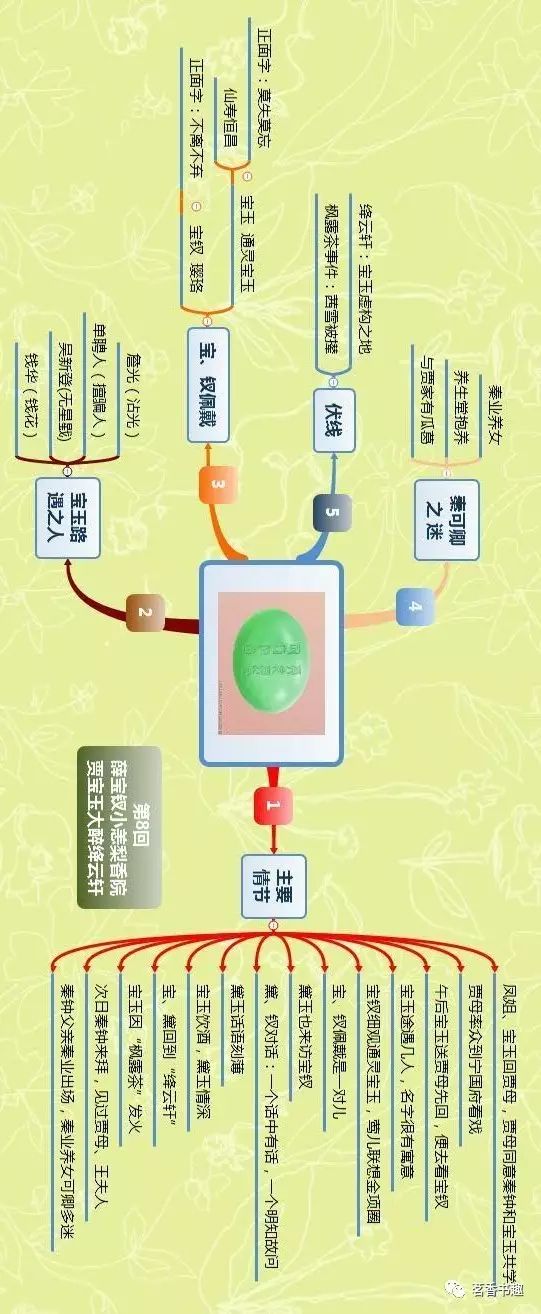 第8回
薛宝钗小恙梨香院
贾宝玉大醉绛云轩
1
主要
情节
凤姐、宝玉回贾母，贾母同意秦钟和宝玉共学
贾母率众到宁国府看戏
午后宝玉送贾母先回，便去看宝钗
宝玉途遇几人，名字很有寓意
宝钗细观通灵宝玉，莺儿联想金项圈
宝、钗佩戴是一对儿
黛玉也来访宝钗
黛、钗对话：一个话中有话，一个明知故问
黛玉话语刻薄
宝玉饮酒，黛玉情深
宝、黛回到“绛云轩”
宝玉因“枫露茶”发火
次日秦钟来拜，见过贾母、王夫人
秦钟父亲秦业出场，秦业养女可卿多迷
2
宝玉路
遇之人
詹光（沾光）
单聘人（擅骗人）
吴新登(无星戥)
钱华（钱花）
3
宝、钗佩戴
宝玉 通灵宝玉
正面字：莫失莫忘
仙寿恒昌
宝钗 璎珞
正面字：不离不弃
4
秦可卿
之迷
秦业养女
养生堂抱养
与贾家有瓜葛
5
伏线
绛云轩：宝玉虚构之地
枫露茶事件：茜雪被撵
茗香书趣